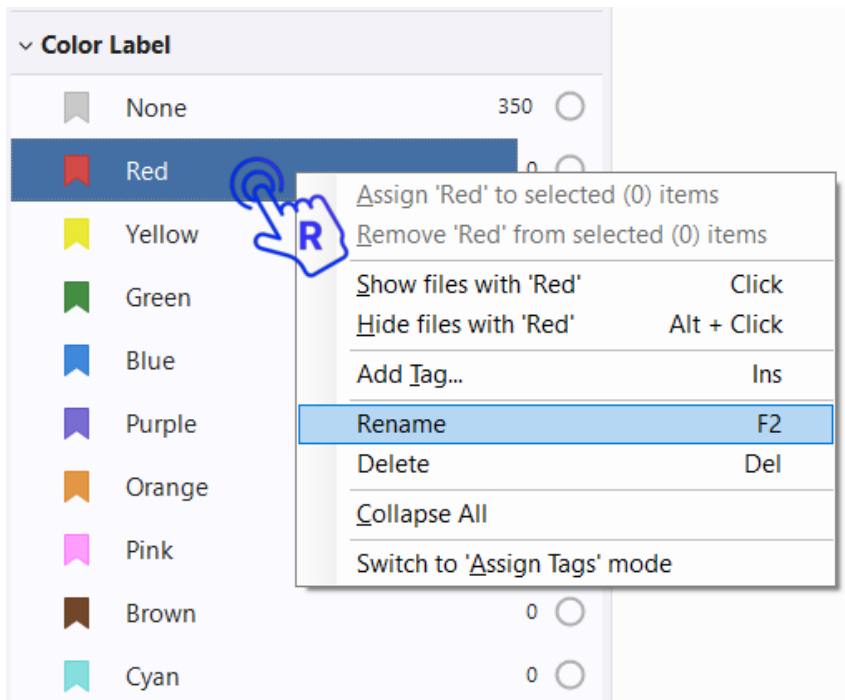 Color Label
None 350
Red 0
Assign 'Red' to selected (0) items
Remove 'Red' from selected (0) items
Show files with 'Red' Click
Hide files with 'Red' Alt + Click
Add Tag... Ins
Rename F2
Delete Del
Collapse All
Switch to 'Assign Tags' mode
R
Yellow
Green
Blue
Purple
Orange
Pink
Brown 0
Cyan 0